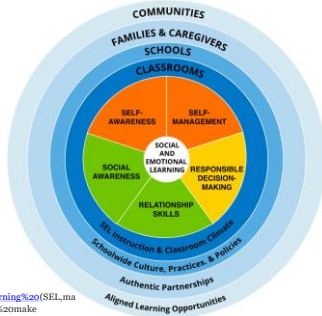 COMMUNITIES
FAMILIES & CAREGIVERS
SCHOOLS
CLASSROOMS
SELF-
AWARENESS
SELF-
MANAGEMENT
SOCIAL
AND
EMOTIONAL
LEARNING
SOCIAL
AWARENESS
RESPONSIBLE
DECISION-
MAKING
RELATIONSHIP
SKILLS
SEL Instruction & Classroom Climate
Schoolwide Culture, Practices, & Policies
Authentic Partnerships
Aligned Learning Opportunities
rning%20(SEL,ma
%20make